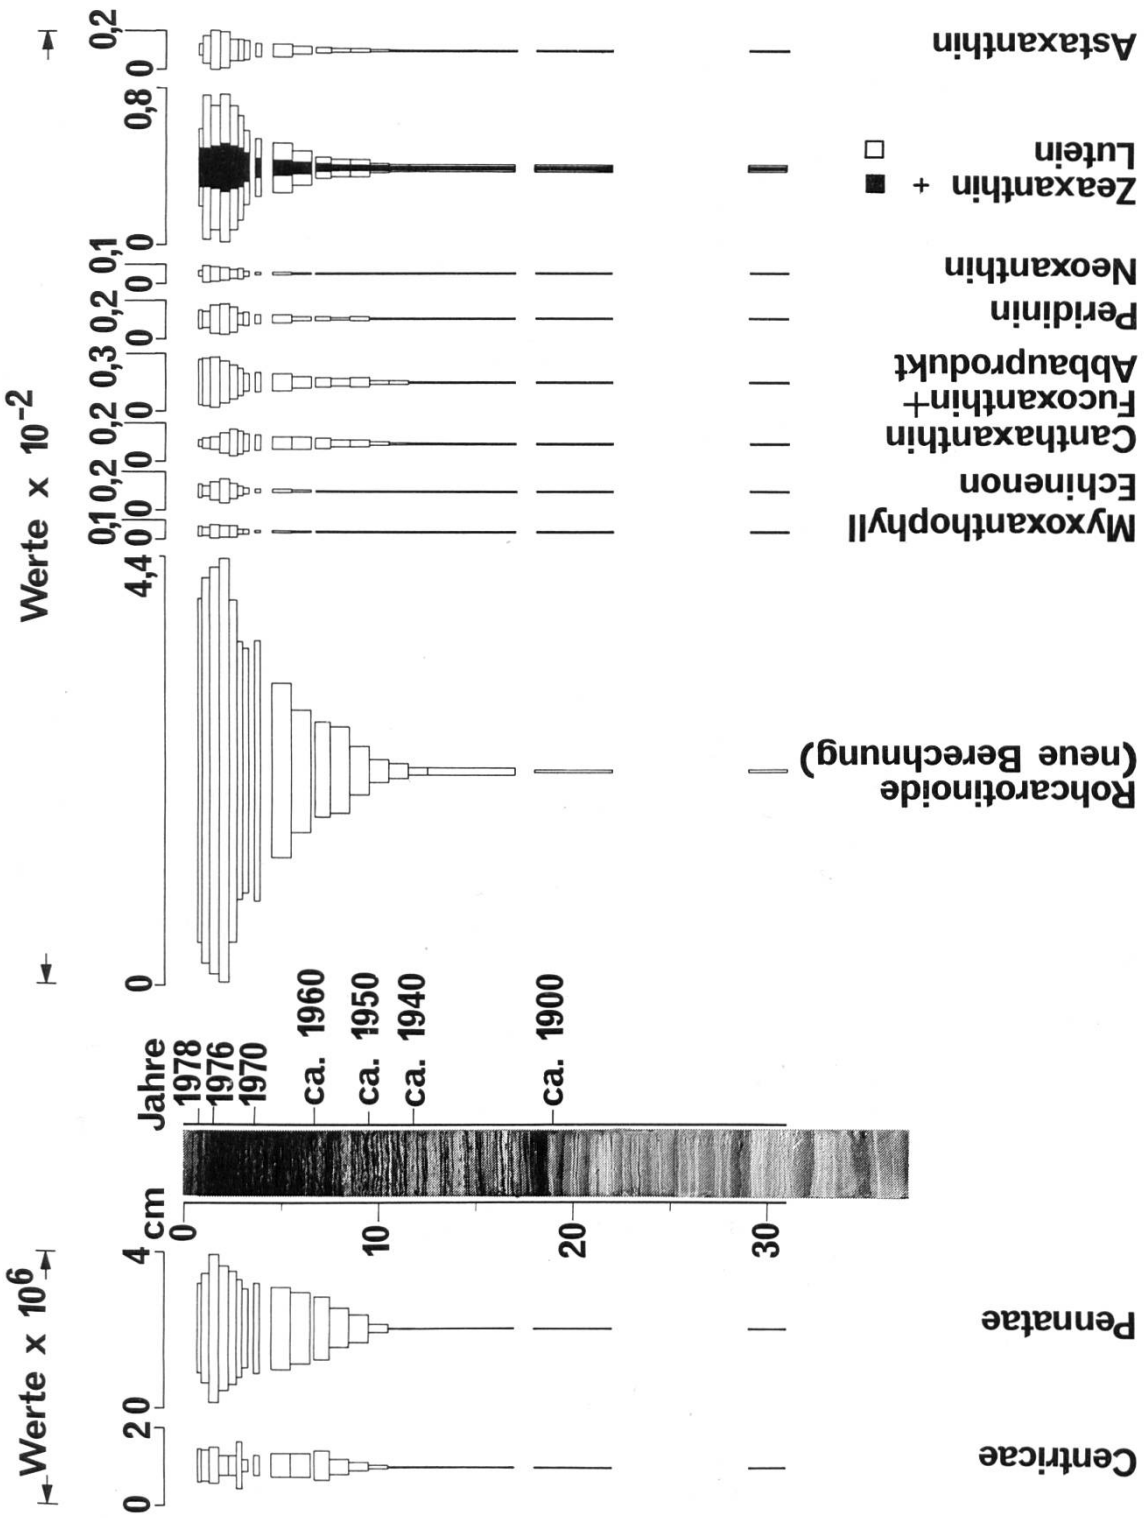 Werte x 10⁶
Werte x 10⁻²
0 2
0 4
cm
Jahre
0 4,4
0 0,1
0 0,2
0 0,2
0 0,3
0 0,2
0 0,1
0 0,8
0 0,2
0
10
20
30
1978
1976
1970
ca. 1960
ca. 1950
ca. 1940
ca. 1900
Centricae
Pennatae
Rohcarotinoide
(neue Berechnung)
Myxoxanthophyll
Echinenon
Canthaxanthin
Fucoxanthin+
Abbauprodukt
Peridinin
Neoxanthin
Zeaxanthin +
Lutein
Astaxanthin